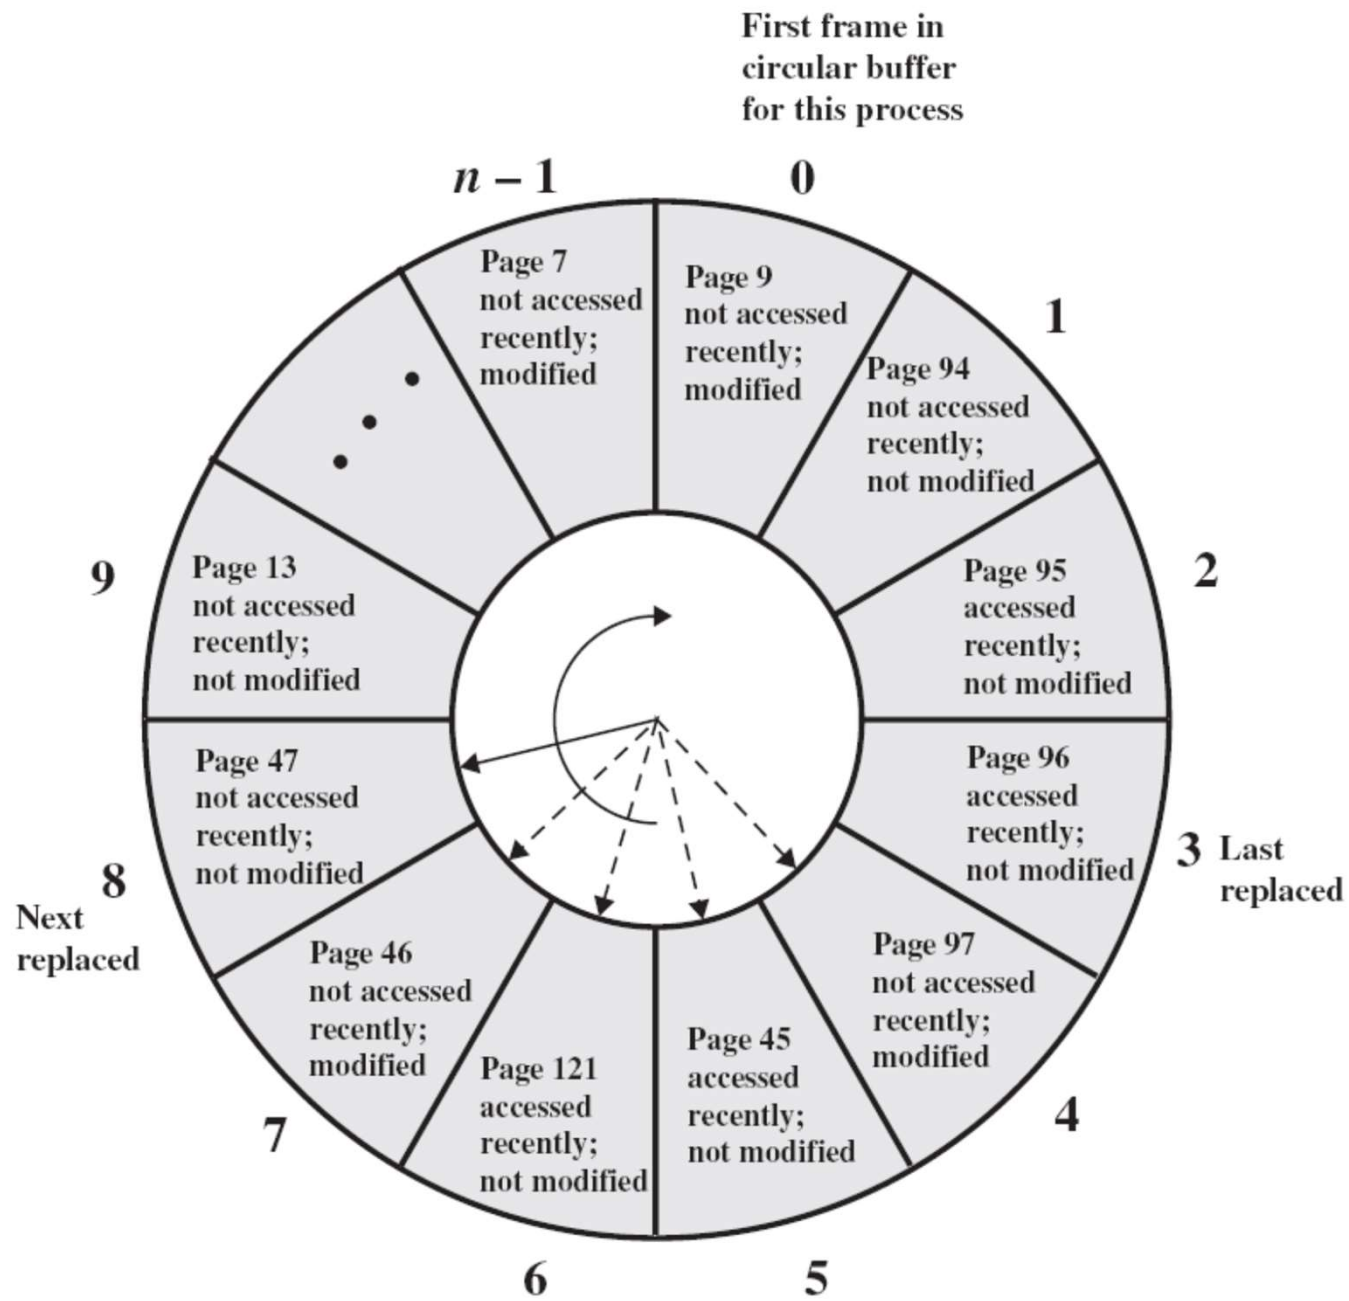 First frame in
circular buffer
for this process
n – 1
0
Page 7
not accessed
recently;
modified
Page 9
not accessed
recently;
modified
1
Page 94
not accessed
recently;
not modified
2
Page 95
accessed
recently;
not modified
9
Page 13
not accessed
recently;
not modified
Page 96
accessed
recently;
not modified
3 Last
replaced
Page 47
not accessed
recently;
not modified
8
Next
replaced
Page 97
not accessed
recently;
modified
4
Page 46
not accessed
recently;
modified
7
Page 45
accessed
recently;
not modified
5
Page 121
accessed
recently;
not modified
6